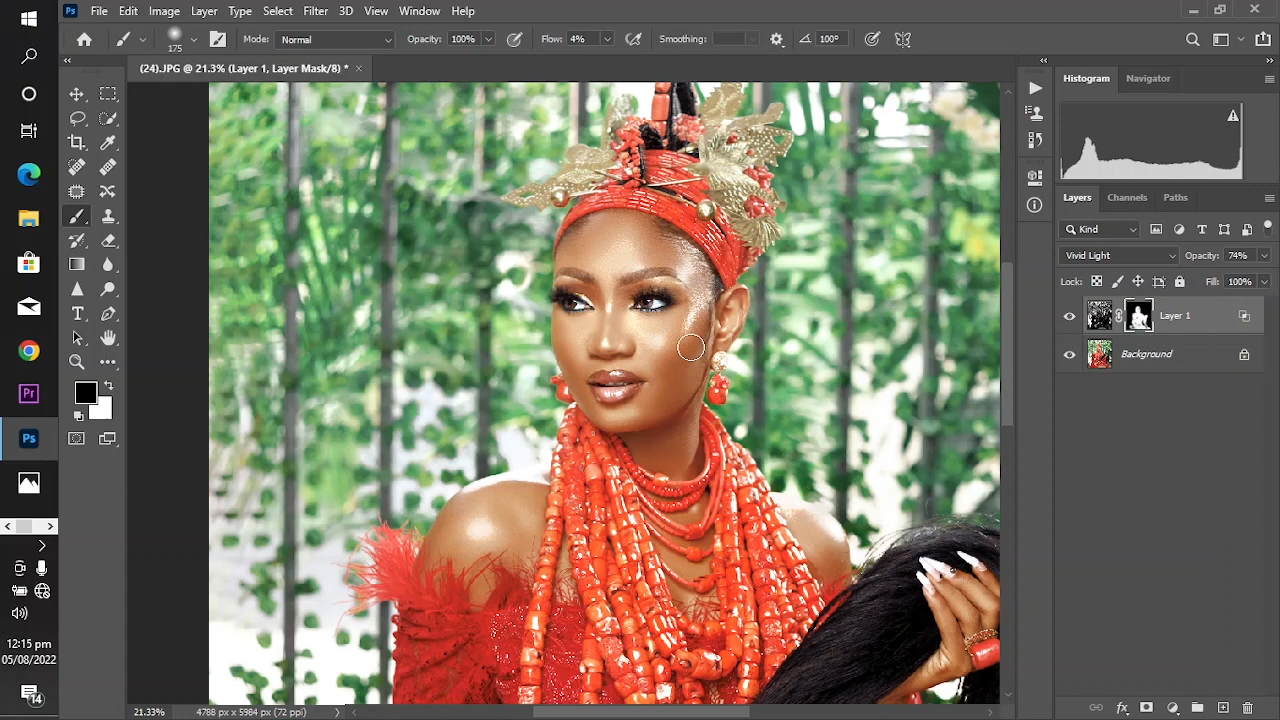 Ps File Edit Image Layer Type Select Filter 3D View Window Help
175 Mode: Normal Opacity: 100% Flow: 4% Smoothing: 100°
(24).JPG @ 21.3% (Layer 1, Layer Mask/8) * ×
Histogram Navigator
Layers Channels Paths
Kind
Vivid Light Opacity: 74%
Lock: Fill: 100%
Layer 1
Background
Pr
Ps
12:15 pm
05/08/2022
14
21.33% 4788 px x 5984 px (72 ppi)